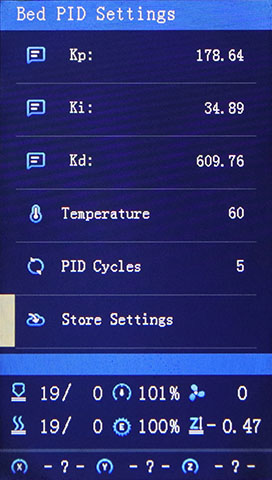 Bed PID Settings
Kp: 178.64
Ki: 34.89
Kd: 609.76
Temperature 60
PID Cycles 5
Store Settings
19/ 0 101% 0
19/ 0 E 100% Z -0.47
X -?- Y -?- Z -?-